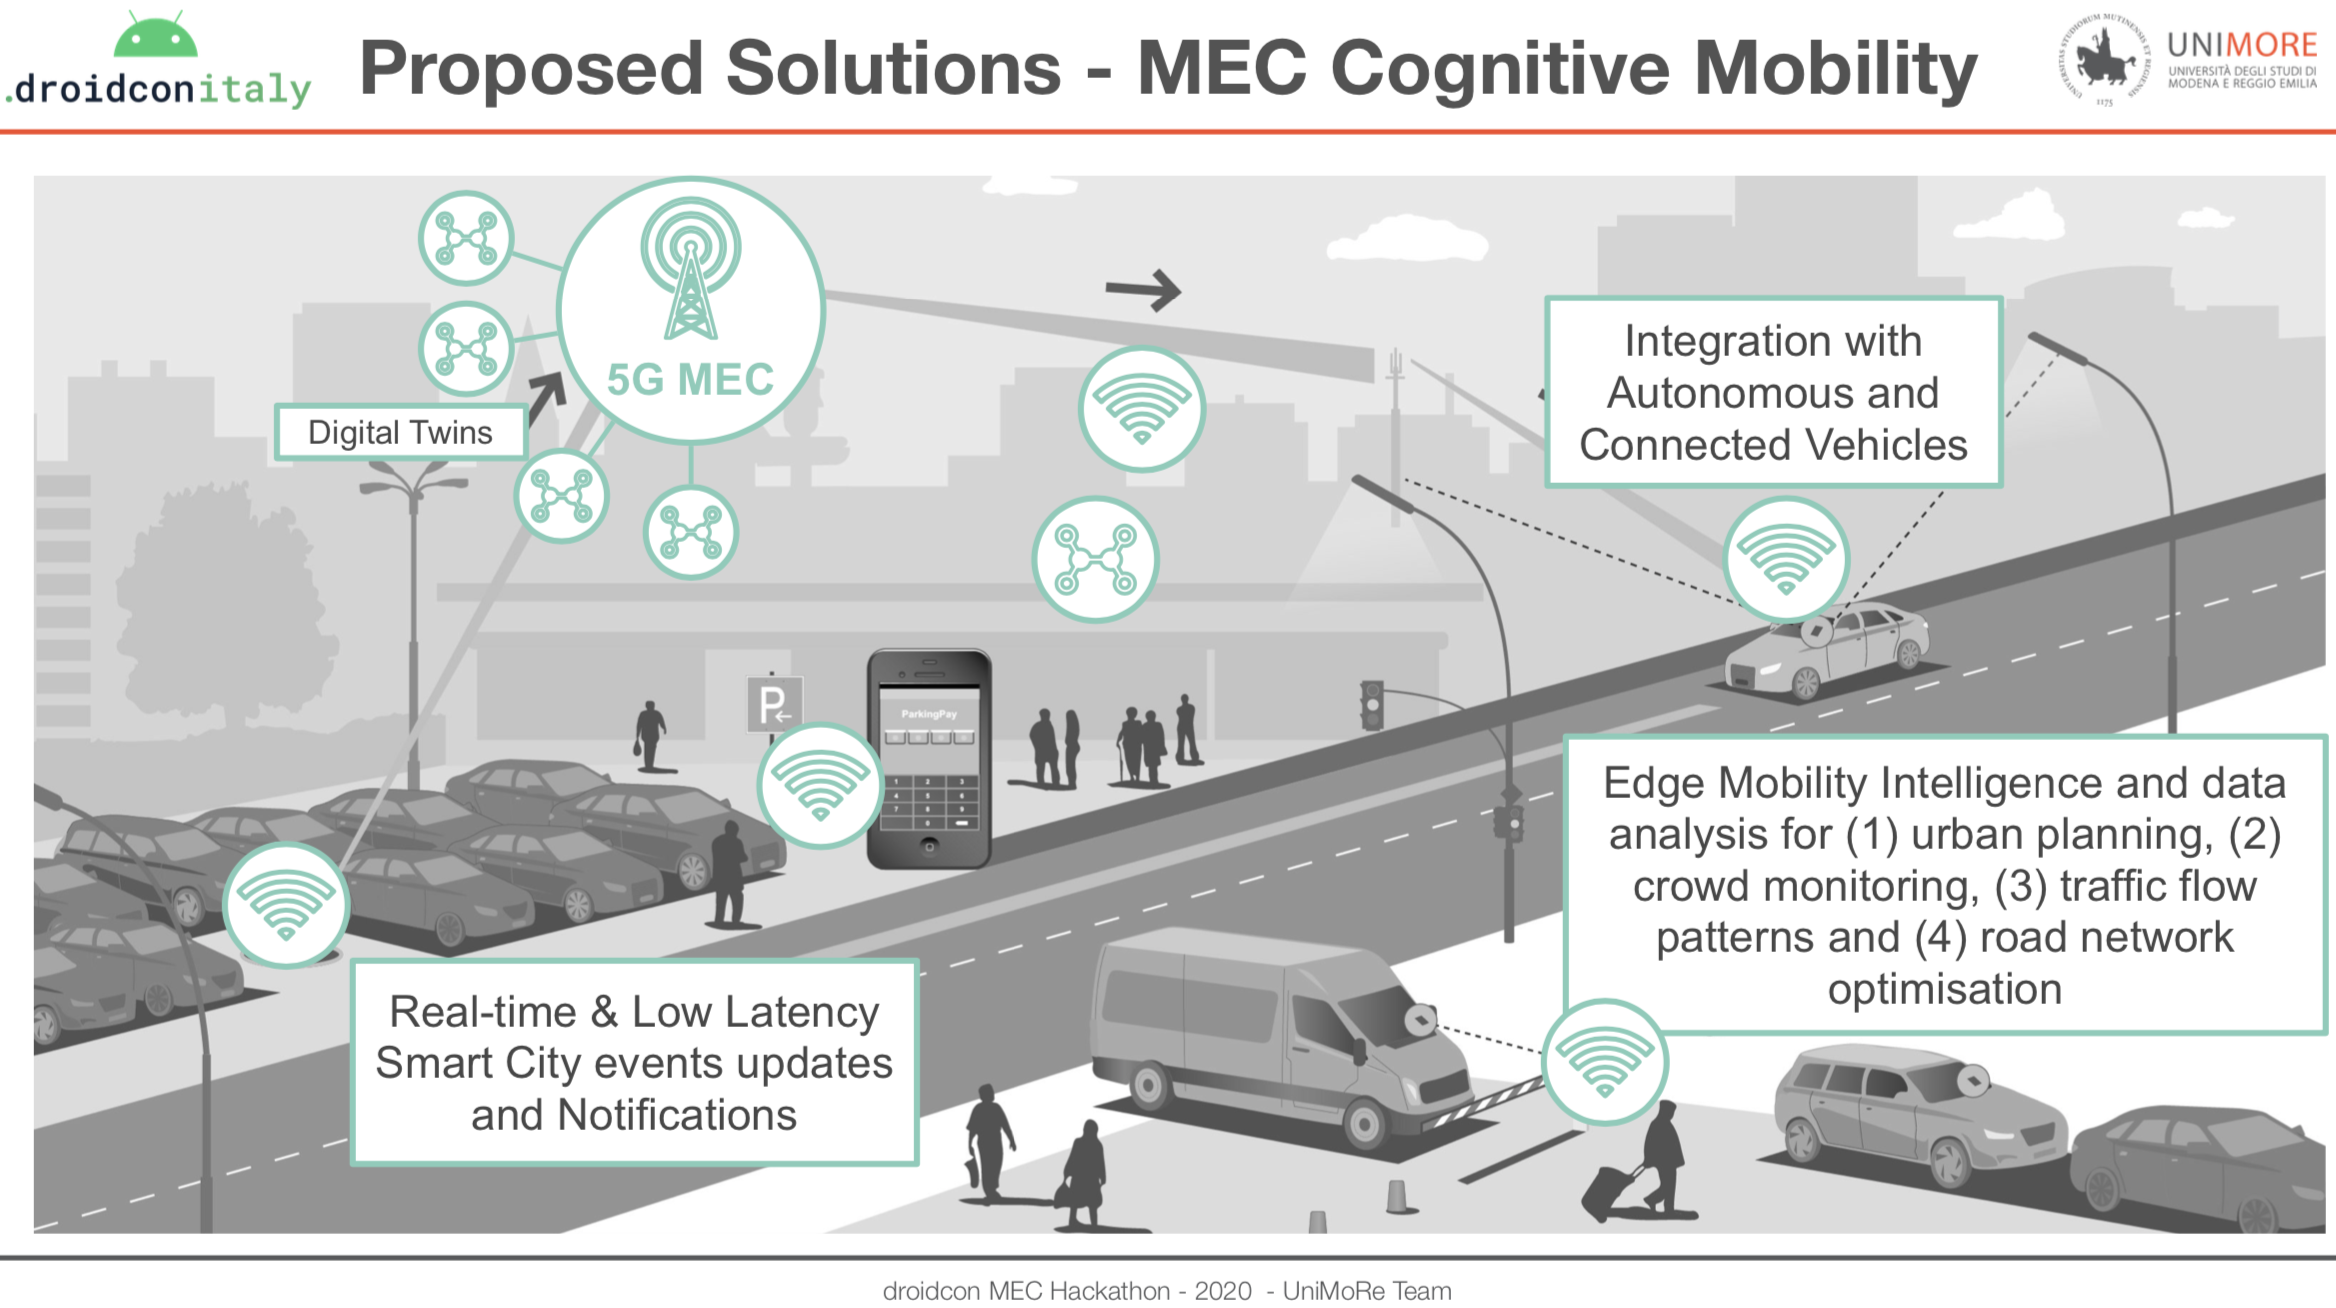 .droidconitaly
Proposed Solutions - MEC Cognitive Mobility
UNIMORE
UNIVERSITÀ DEGLI STUDI DI
MODENA E REGGIO EMILIA
1175
5G MEC
Digital Twins
Integration with
Autonomous and
Connected Vehicles
P
ParkingPay
Edge Mobility Intelligence and data
analysis for (1) urban planning, (2)
crowd monitoring, (3) traffic flow
patterns and (4) road network
optimisation
Real-time & Low Latency
Smart City events updates
and Notifications
droidcon MEC Hackathon - 2020 - UniMoRe Team